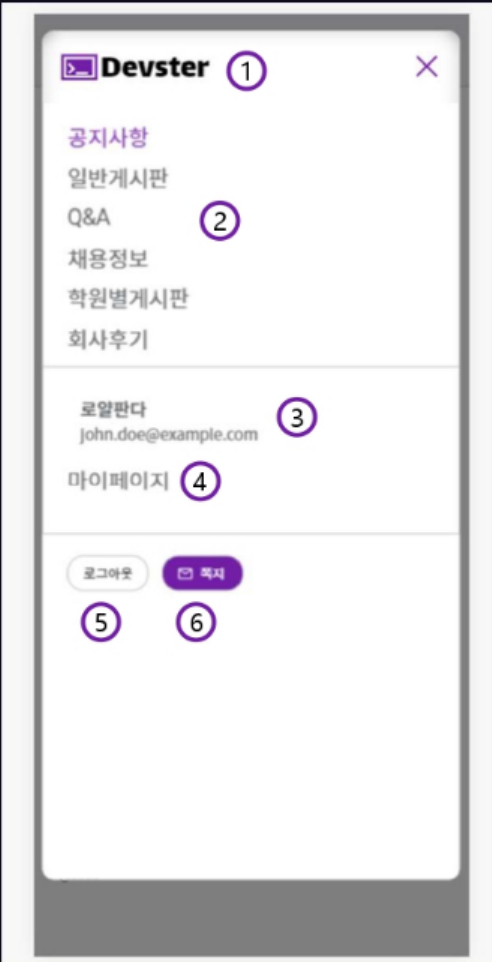 Devster 1
공지사항
일반게시판
Q&A 2
채용정보
학원별게시판
회사후기
로얄판다 3
john.doe@example.com
마이페이지 4
로그아웃 쪽지
5 6